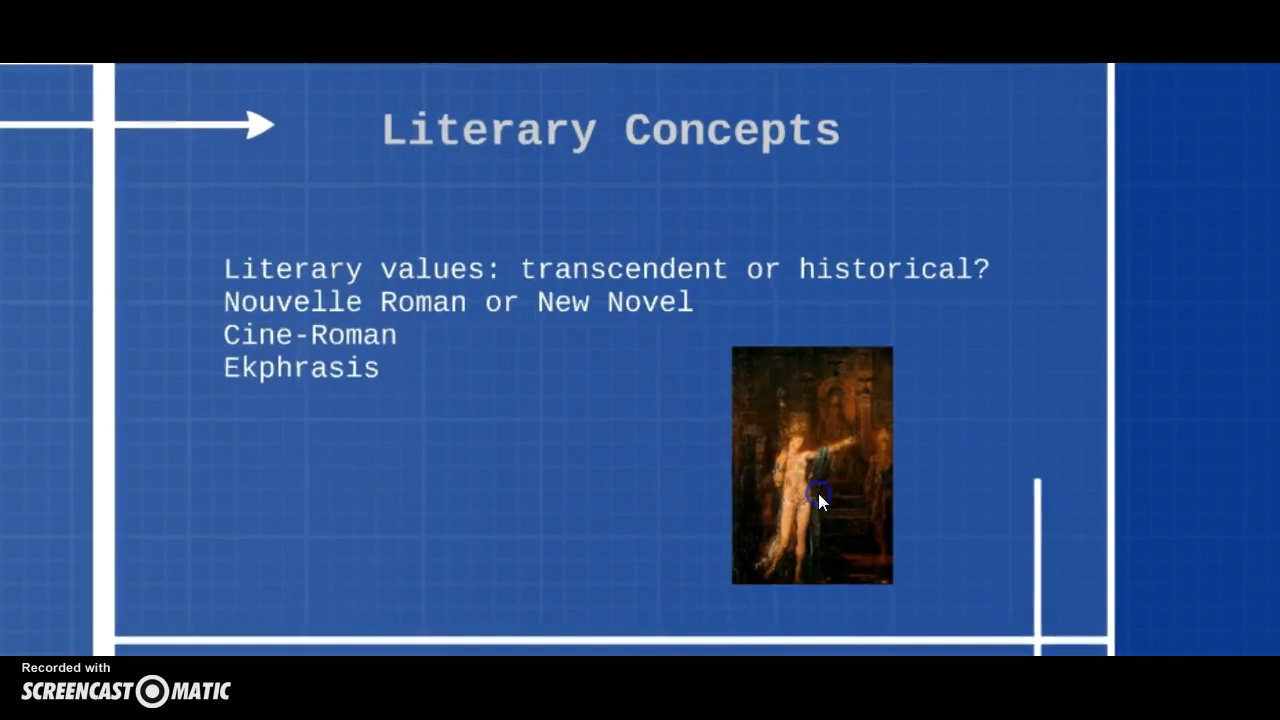 Literary Concepts
Literary values: transcendent or historical?
Nouvelle Roman or New Novel
Cine-Roman
Ekphrasis
Recorded with
SCREENCAST MATIC